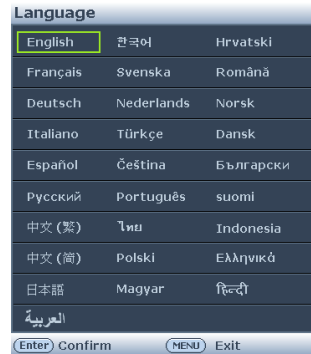 Language
English 한국어 Hrvatski
Français Svenska Română
Deutsch Nederlands Norsk
Italiano Türkçe Dansk
Español Čeština Български
Русский Português suomi
中文 (繁) ไทย Indonesia
中文 (简) Polski Ελληνικά
日本語 Magyar हिन्दी
العربية
Enter Confirm MENU Exit